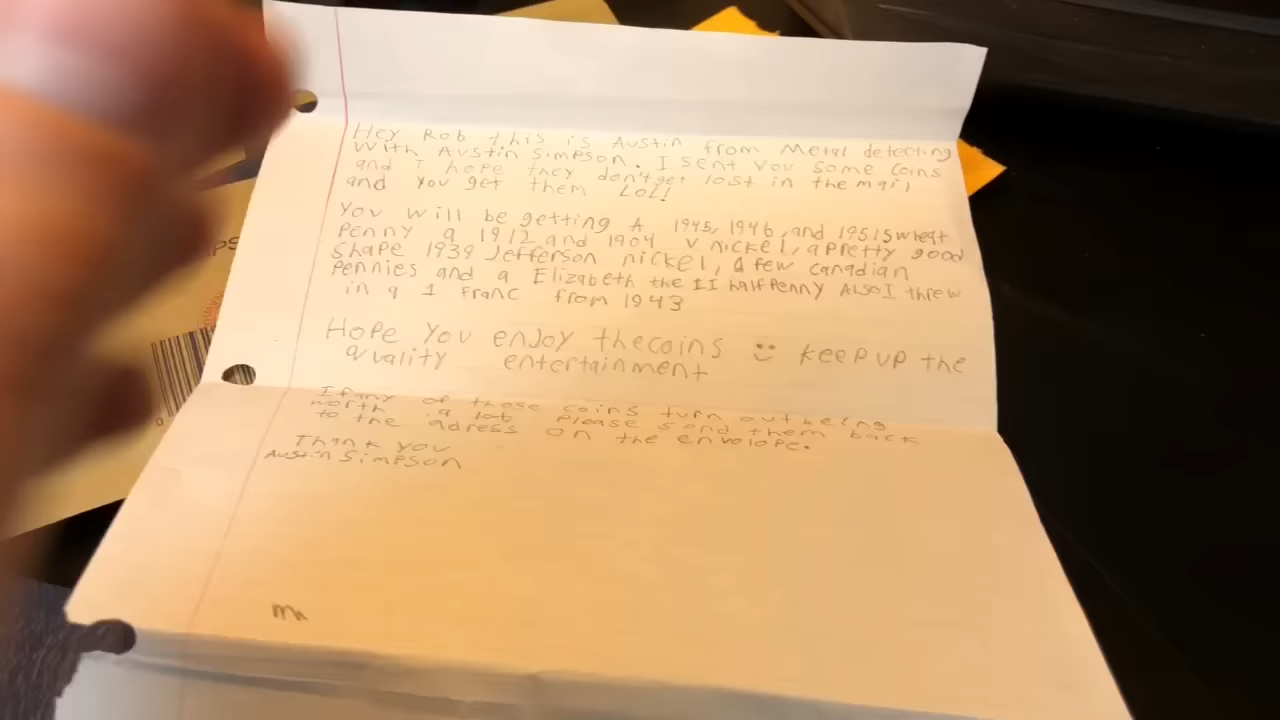 Hey Rob this is Austin from Metal detecting
With Austin Simpson. I sent you some coins
and I hope they don't get lost in the mail
and you get them LOL!
You will be getting A 1945, 1946, and 1951 swheat
Penny a 1912 and 1904 V nickel, a pretty good
shape 1939 Jefferson nickel, A few canadian
Pennies and a Elizabeth the II half Penny Also I threw
in a 1 Franc from 1943
Hope You enjoy the coins :) keep up the
quality entertainment
If any of those coins turn out being
worth a lot Please send them back
to the adress on the envelope.
Thank you
Austin Simpson
PS